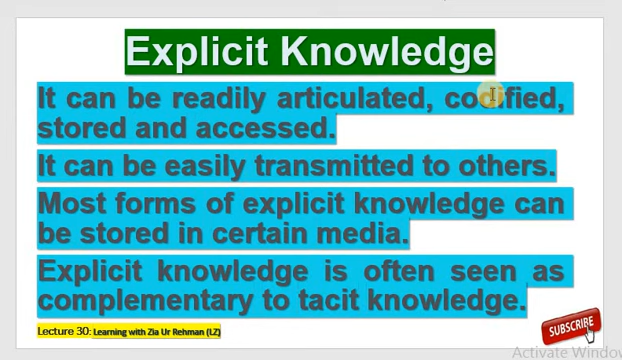 Explicit Knowledge
It can be readily articulated, codified,
stored and accessed.
It can be easily transmitted to others.
Most forms of explicit knowledge can
be stored in certain media.
Explicit knowledge is often seen as
complementary to tacit knowledge.
Lecture 30: Learning with Zia Ur Rehman (LZ)
SUBSCRIBE
Activate Window